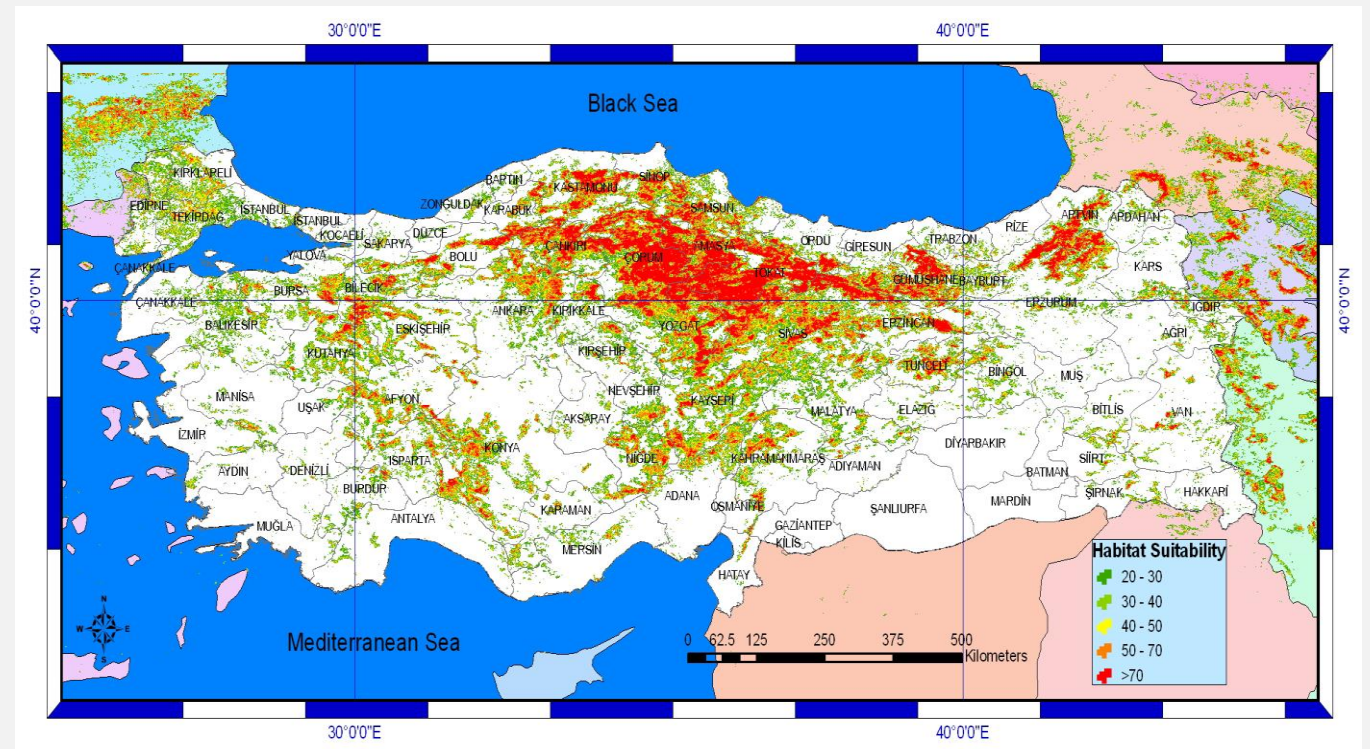 30°0'0"E 40°0'0"E
Black Sea
KIRKLARELİ
EDİRNE
TEKİRDAĞ
İSTANBUL
İSTANBUL
KOCAELİ
YALOVA
SAKARYA
DÜZCE
ZONGULDAK
BARTIN
KARABÜK
KASTAMONU
SİNOP
SAMSUN
BOLU
ÇANKIRI
ÇORUM
AMASYA
TOKAT
ORDU
GİRESUN
TRABZON
RİZE
ARTVİN
ARDAHAN
GÜMÜŞHANE
BAYBURT
KARS
ÇANAKKALE
ÇANAKKALE
BURSA
BİLECİK
ANKARA
KIRIKKALE
ERZURUM
IĞDIR
40°0'0"N 40°0'0"N
BALIKESİR
ESKİŞEHİR
YOZGAT
SİVAS
ERZİNCAN
AĞRI
KÜTAHYA
KIRŞEHİR
TUNCELİ
BİNGÖL
MUŞ
MANİSA
UŞAK
AFYON
NEVŞEHİR
AKSARAY
KAYSERİ
MALATYA
ELAZIĞ
BİTLİS
VAN
İZMİR
KONYA
DİYARBAKIR
AYDIN
DENİZLİ
ISPARTA
NİĞDE
KAHRAMANMARAŞ
ADIYAMAN
BATMAN
SİİRT
BURDUR
ADANA
OSMANİYE
ŞANLIURFA
MARDİN
ŞIRNAK
HAKKARİ
MUĞLA
ANTALYA
KARAMAN
GAZİANTEP
KİLİS
MERSİN
HATAY
Mediterranean Sea
N
W E
S
0 62.5 125 250 375 500
Kilometers
Habitat Suitability
20 - 30
30 - 40
40 - 50
50 - 70
>70
30°0'0"E 40°0'0"E